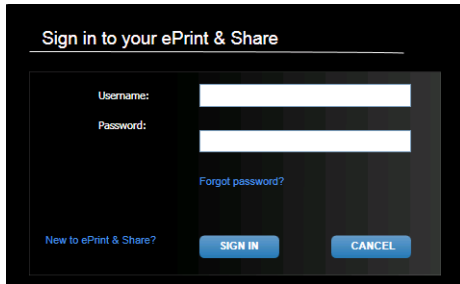 Sign in to your ePrint & Share
Username:
Password:
Forgot password?
New to ePrint & Share?
SIGN IN
CANCEL